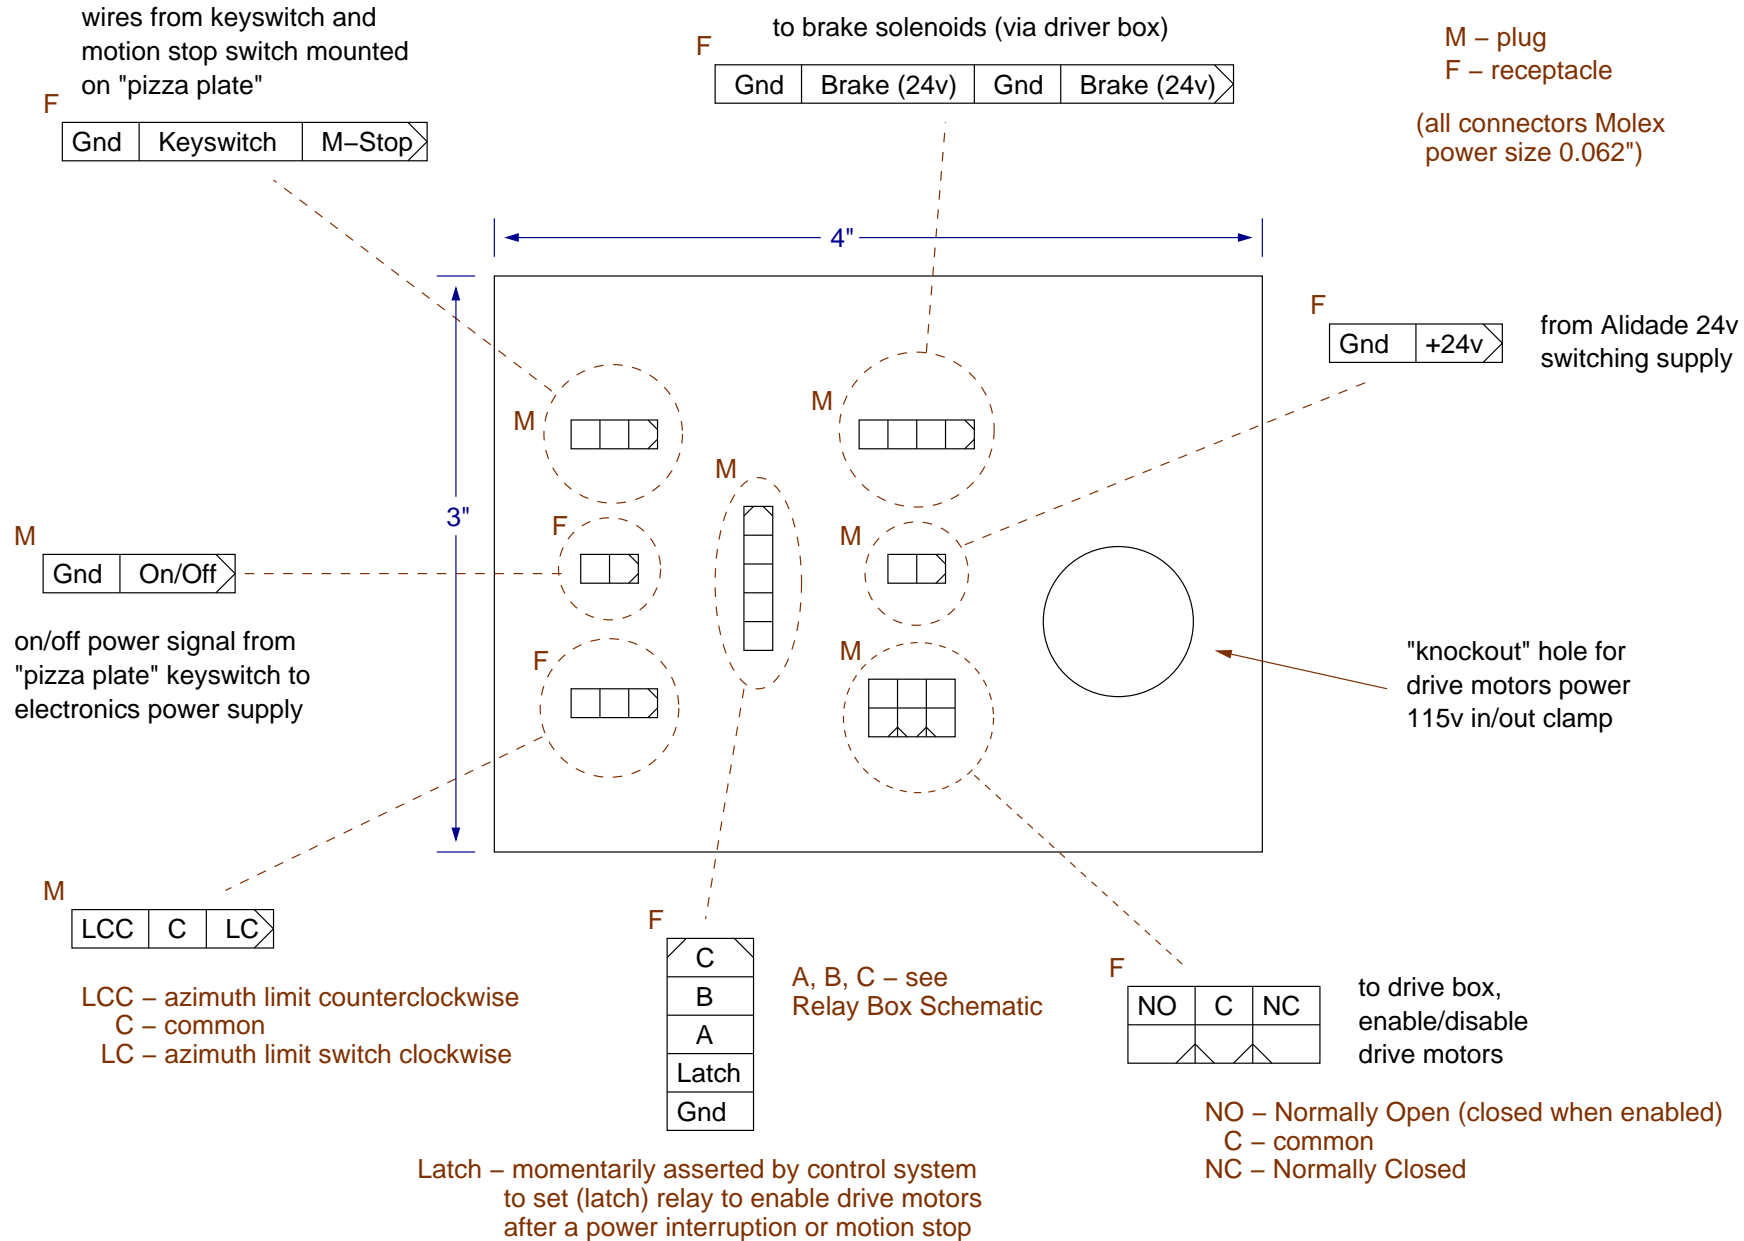 wires from keyswitch and
motion stop switch mounted
on "pizza plate"
F
Gnd Keyswitch M–Stop
to brake solenoids (via driver box)
F
Gnd Brake (24v) Gnd Brake (24v)
M – plug
F – receptacle
(all connectors Molex
power size 0.062")
4"
3"
F
Gnd +24v
from Alidade 24v
switching supply
M
M
M
F
M
M
Gnd On/Off
on/off power signal from
"pizza plate" keyswitch to
electronics power supply
F
M
"knockout" hole for
drive motors power
115v in/out clamp
M
LCC C LC
LCC – azimuth limit counterclockwise
C – common
LC – azimuth limit switch clockwise
F
C
B
A
Latch
Gnd
A, B, C – see
Relay Box Schematic
F
NO C NC
to drive box,
enable/disable
drive motors
NO – Normally Open (closed when enabled)
C – common
NC – Normally Closed
Latch – momentarily asserted by control system
to set (latch) relay to enable drive motors
after a power interruption or motion stop